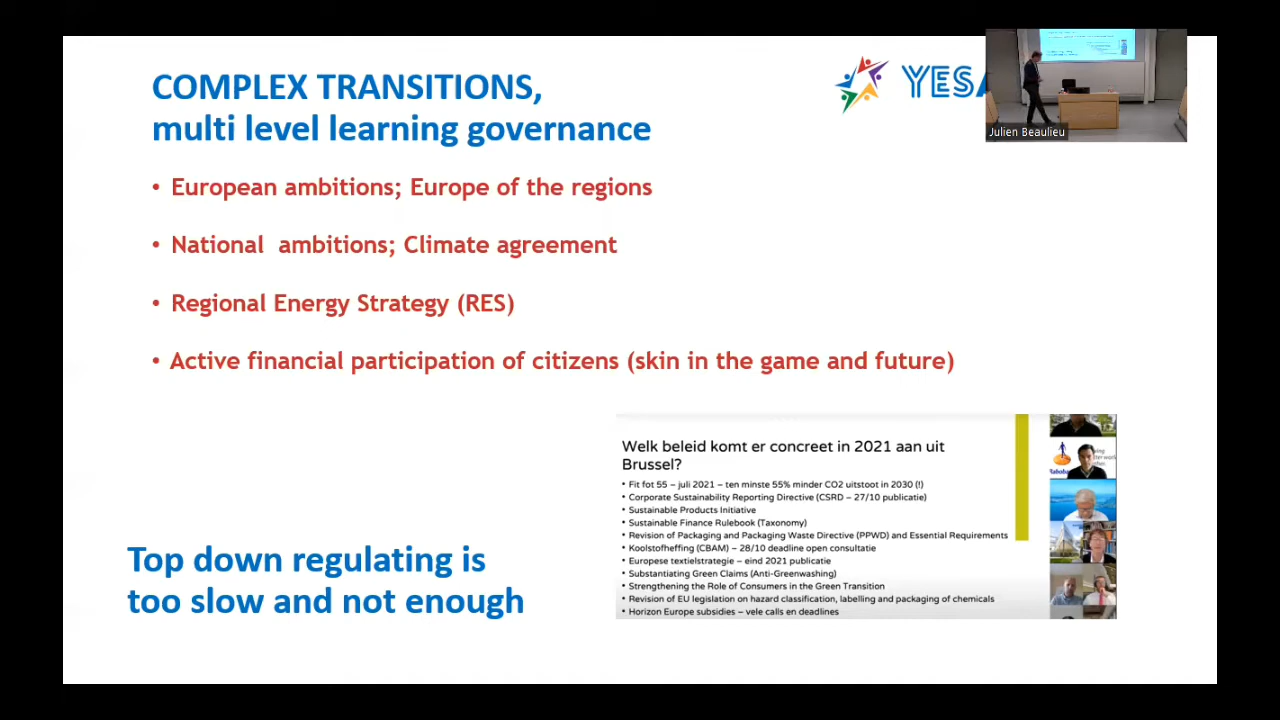 COMPLEX TRANSITIONS,
multi level learning governance
YESA
Julien Beaulieu
• European ambitions; Europe of the regions
• National ambitions; Climate agreement
• Regional Energy Strategy (RES)
• Active financial participation of citizens (skin in the game and future)
Welk beleid komt er concreet in 2021 aan uit
Brussel?
• Fit fot 55 – juli 2021 – ten minste 55% minder CO2 uitstoot in 2030 (!)
• Corporate Sustainability Reporting Directive (CSRD – 27/10 publicatie)
• Sustainable Products Initiative
• Sustainable Finance Rulebook (Taxonomy)
• Revision of Packaging and Packaging Waste Directive (PPWD) and Essential Requirements
• Koolstofheffing (CBAM) – 28/10 deadline open consultatie
• Europese textielstrategie – eind 2021 publicatie
• Substantiating Green Claims (Anti-Greenwashing)
• Strengthening the Role of Consumers in the Green Transition
• Revision of EU legislation on hazard classification, labelling and packaging of chemicals
• Horizon Europe subsidies – vele calls en deadlines
Top down regulating is
too slow and not enough